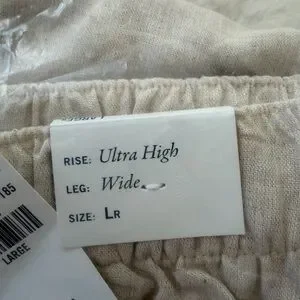 RISE: Ultra High
LEG: Wide
SIZE: LR
185
LARGE